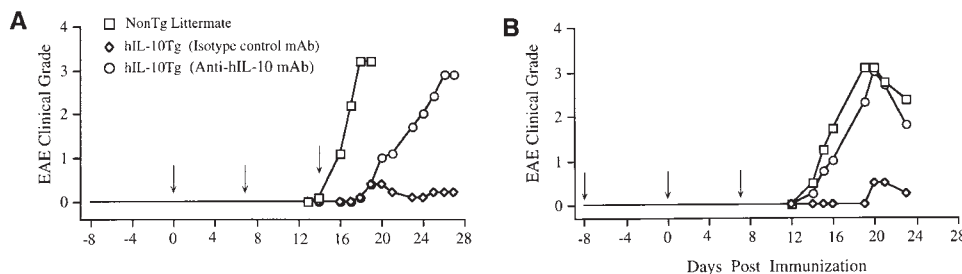 A
EAE Clinical Grade
4
3
2
1
0
NonTg Littermate
hIL-10Tg (Isotype control mAb)
hIL-10Tg (Anti-hIL-10 mAb)
-8 -4 0 4 8 12 16 20 24 28
B
EAE Clinical Grade
4
3
2
1
0
-8 -4 0 4 8 12 16 20 24 28
Days Post Immunization